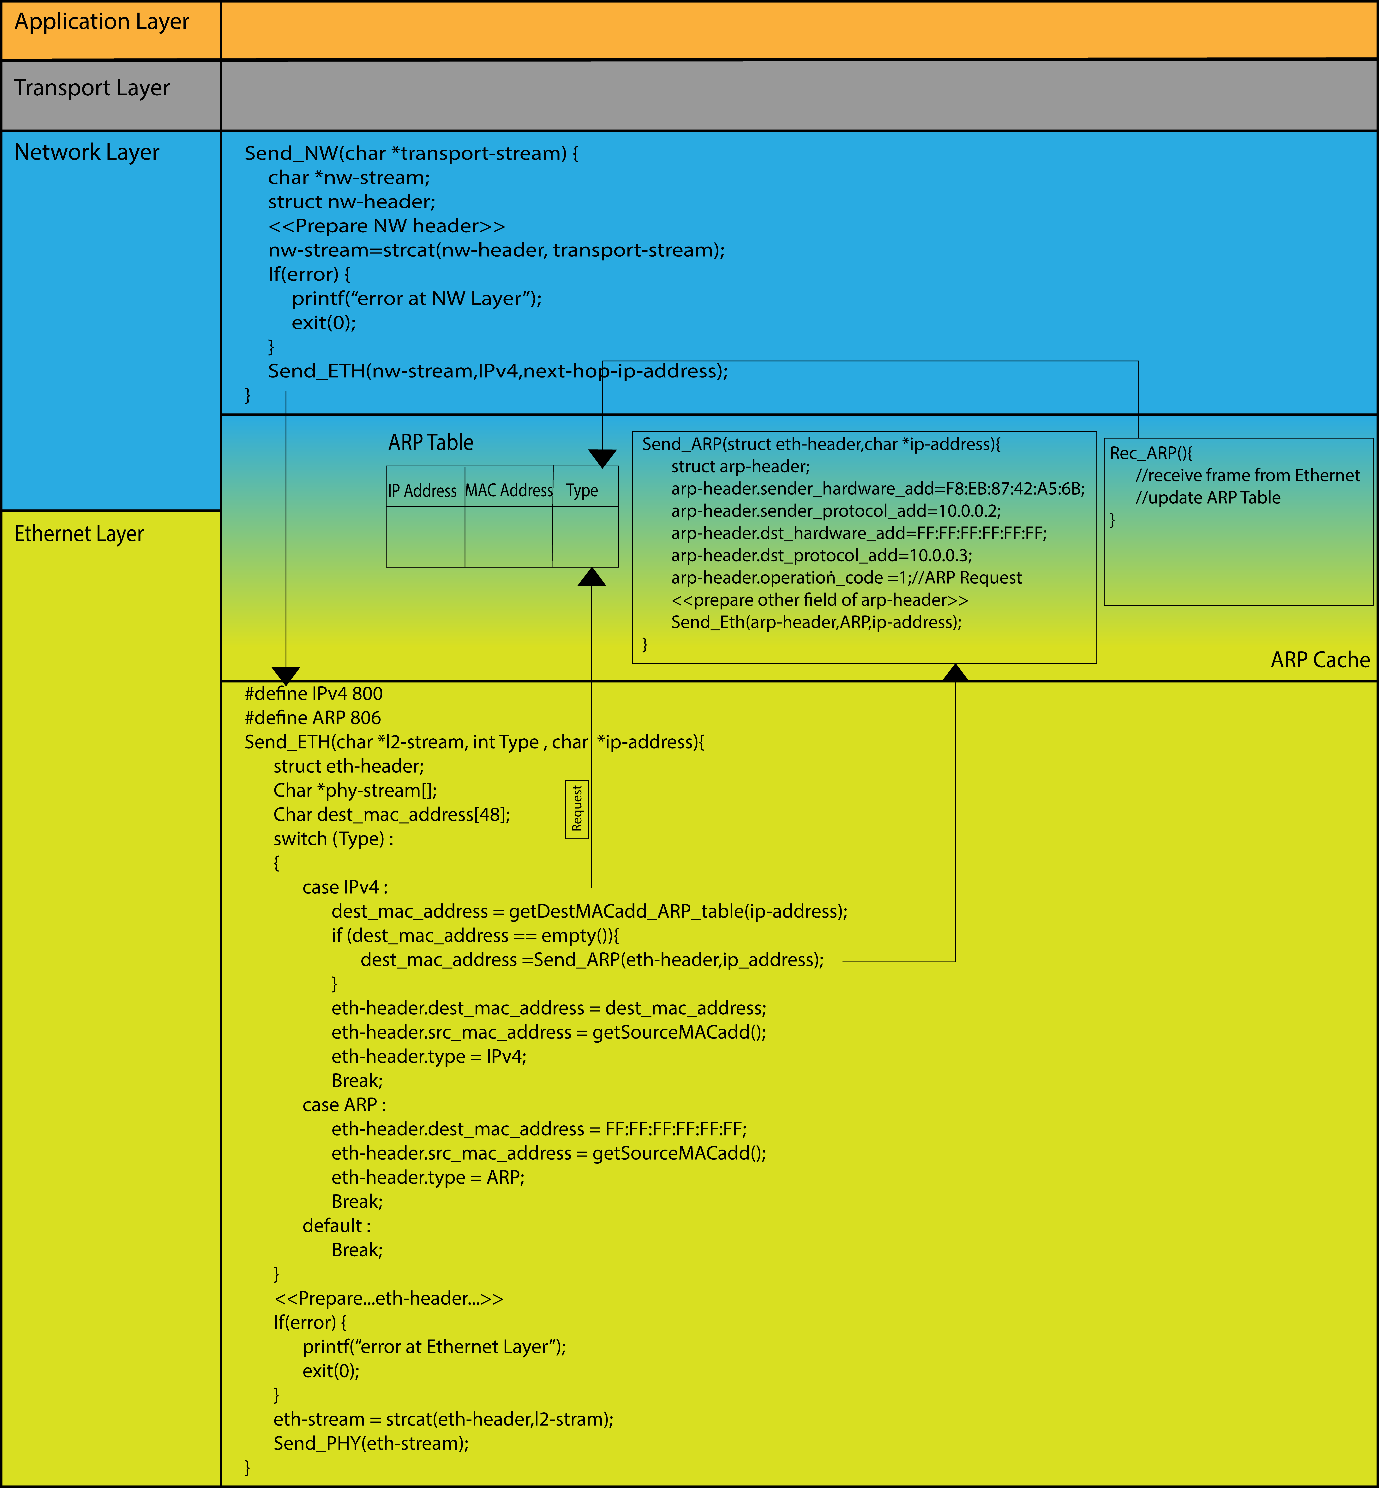 Application Layer
Transport Layer
Network Layer
Send_NW(char *transport-stream) {
char *nw-stream;
struct nw-header;
<<Prepare NW header>>
nw-stream=strcat(nw-header, transport-stream);
If(error) {
printf(“error at NW Layer”);
exit(0);
}
Send_ETH(nw-stream,IPv4,next-hop-ip-address);
}
ARP Table
IP Address MAC Address Type
Send_ARP(struct eth-header,char *ip-address){
struct arp-header;
arp-header.sender_hardware_add=F8:EB:87:42:A5:6B;
arp-header.sender_protocol_add=10.0.0.2;
arp-header.dst_hardware_add=FF:FF:FF:FF:FF:FF;
arp-header.dst_protocol_add=10.0.0.3;
arp-header.operation_code =1;//ARP Request
<<prepare other field of arp-header>>
Send_Eth(arp-header,ARP,ip-address);
}
Rec_ARP(){
//receive frame from Ethernet
//update ARP Table
}
ARP Cache
Ethernet Layer
#define IPv4 800
#define ARP 806
Send_ETH(char *l2-stream, int Type , char *ip-address){
struct eth-header;
Char *phy-stream[];
Char dest_mac_address[48];
switch (Type) :
{
Request
case IPv4 :
dest_mac_address = getDestMACadd_ARP_table(ip-address);
if (dest_mac_address == empty()){
dest_mac_address =Send_ARP(eth-header,ip_address);
}
eth-header.dest_mac_address = dest_mac_address;
eth-header.src_mac_address = getSourceMACadd();
eth-header.type = IPv4;
Break;
case ARP :
eth-header.dest_mac_address = FF:FF:FF:FF:FF:FF;
eth-header.src_mac_address = getSourceMACadd();
eth-header.type = ARP;
Break;
default :
Break;
}
<<Prepare...eth-header...>>
If(error) {
printf(“error at Ethernet Layer”);
exit(0);
}
eth-stream = strcat(eth-header,l2-stram);
Send_PHY(eth-stream);
}